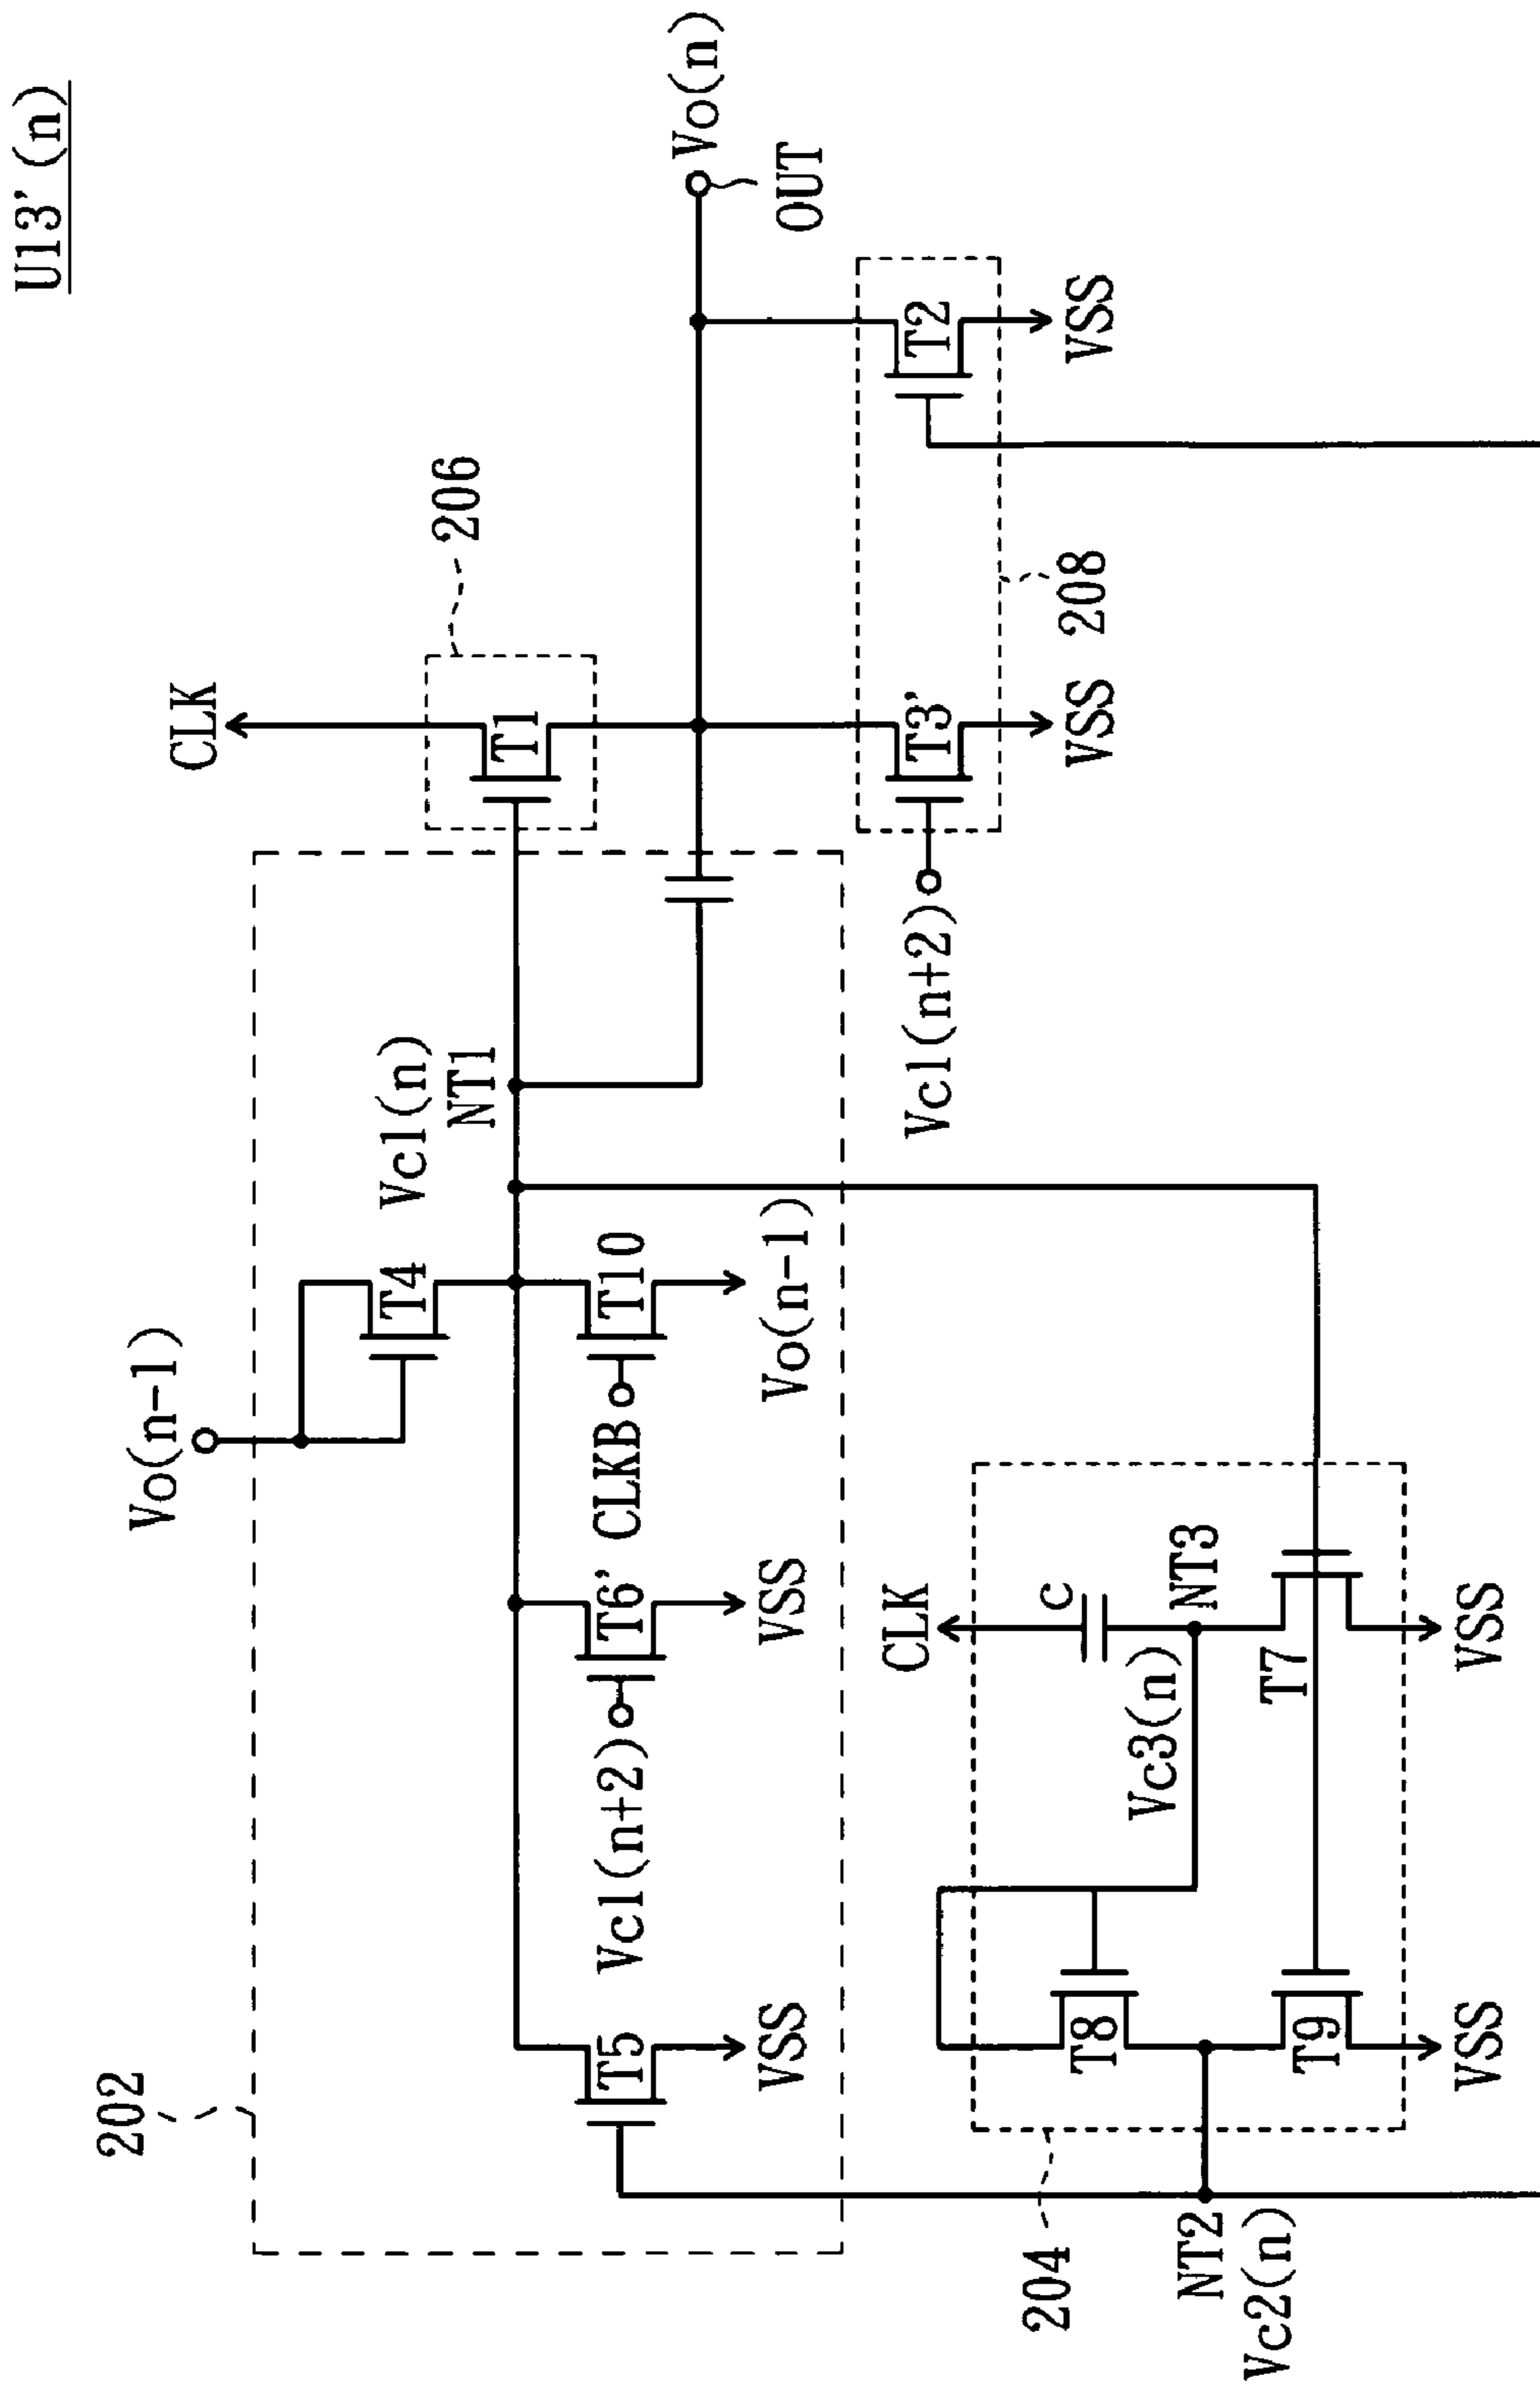 U13' (n)
202
Vo(n-1)
CLK
206
T5
T6'
T4
T1
Vc1(n)
NT1
Vc1(n+2)
CLKB
T10
VSS
VSS
Vo(n-1)
Vo(n)
OUT
Vc1(n+2)
T3'
T2
VSS
VSS
208
CLK
C
Vc3(n)
NT3
T8
T7
T9
VSS
VSS
204
NT2
Vc2(n)